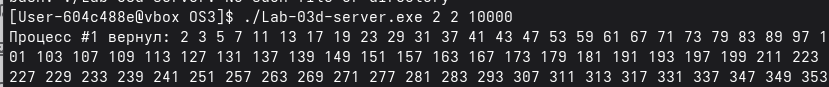 [User-604c488e@vbox OS3]$ ./Lab-03d-server.exe 2 2 10000
Процесс #1 вернул: 2 3 5 7 11 13 17 19 23 29 31 37 41 43 47 53 59 61 67 71 73 79 83 89 97 1
01 103 107 109 113 127 131 137 139 149 151 157 163 167 173 179 181 191 193 197 199 211 223
227 229 233 239 241 251 257 263 269 271 277 281 283 293 307 311 313 317 331 337 347 349 353